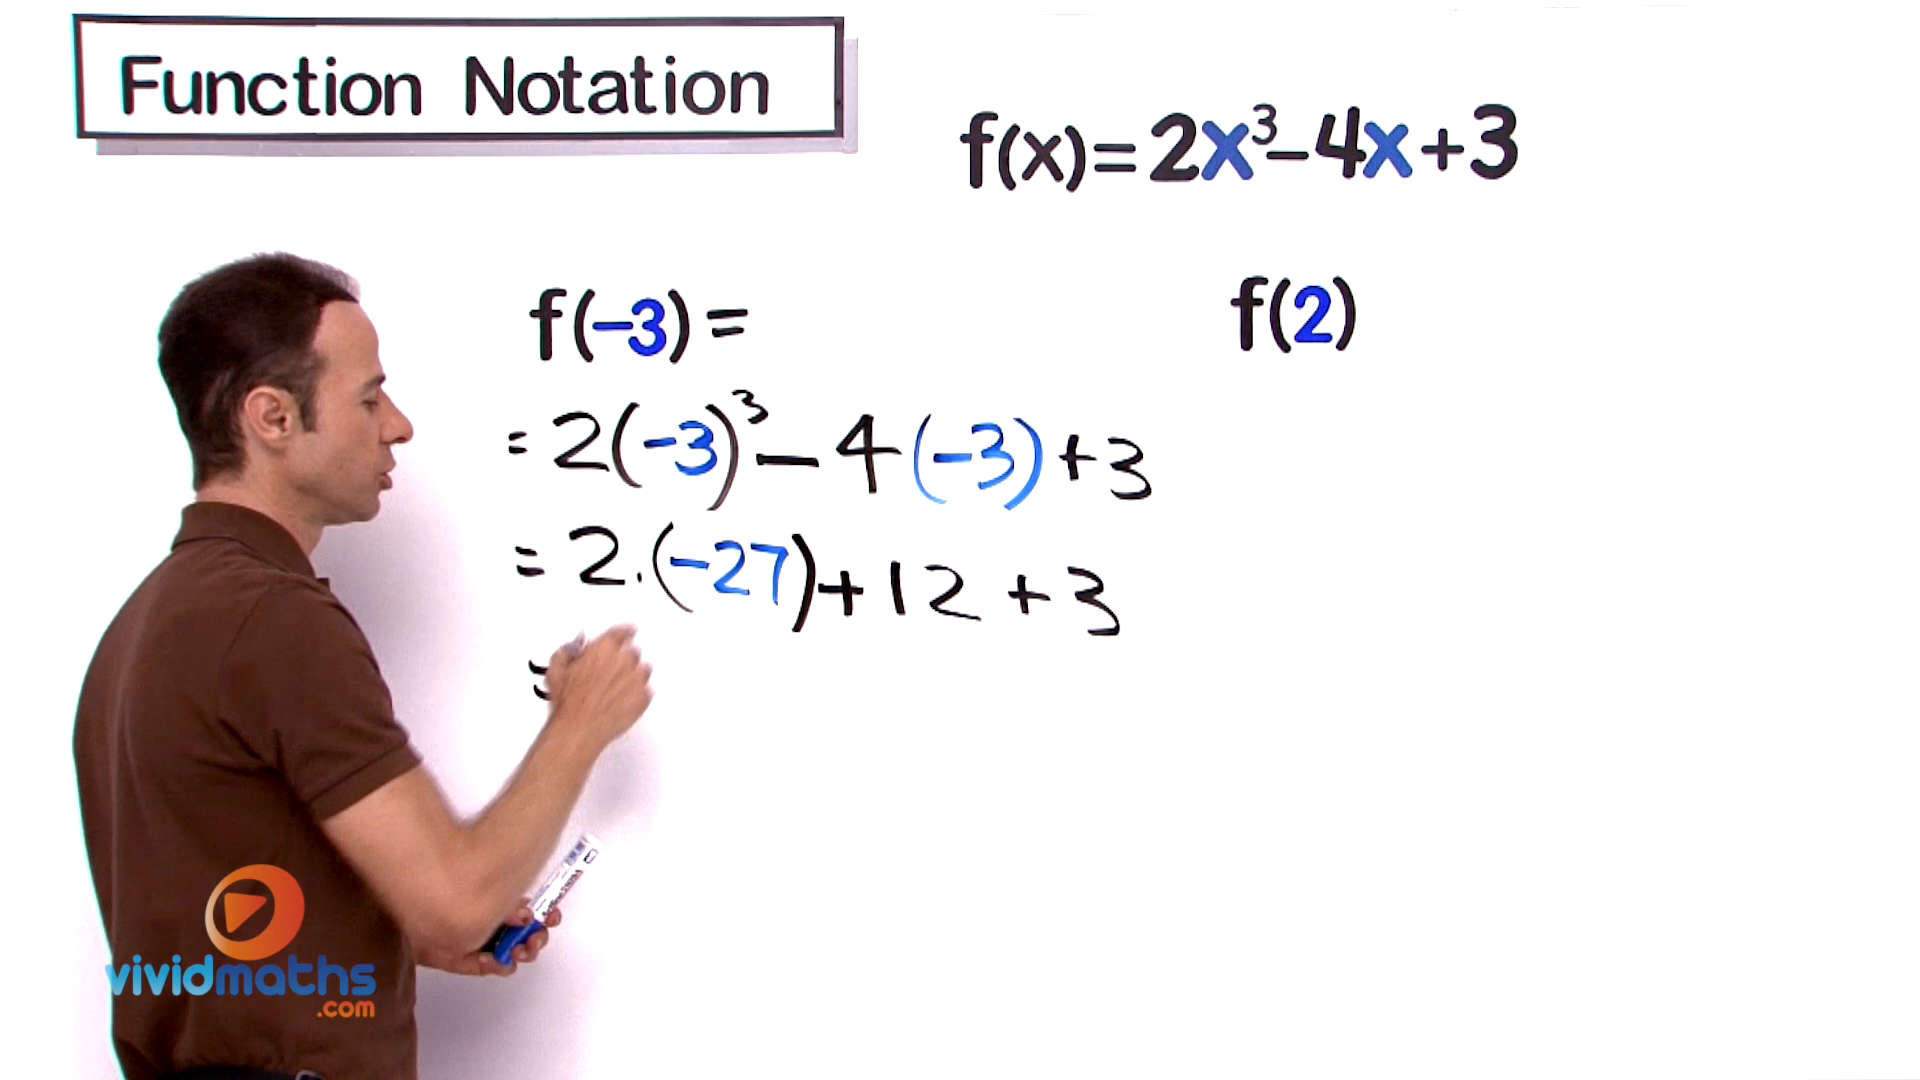 Function Notation
f(x)=2x³-4x+3
f(-3)=
f(2)
= 2(-3)³ - 4(-3) + 3
= 2.(-27) + 12 + 3
=
vividmaths
.com